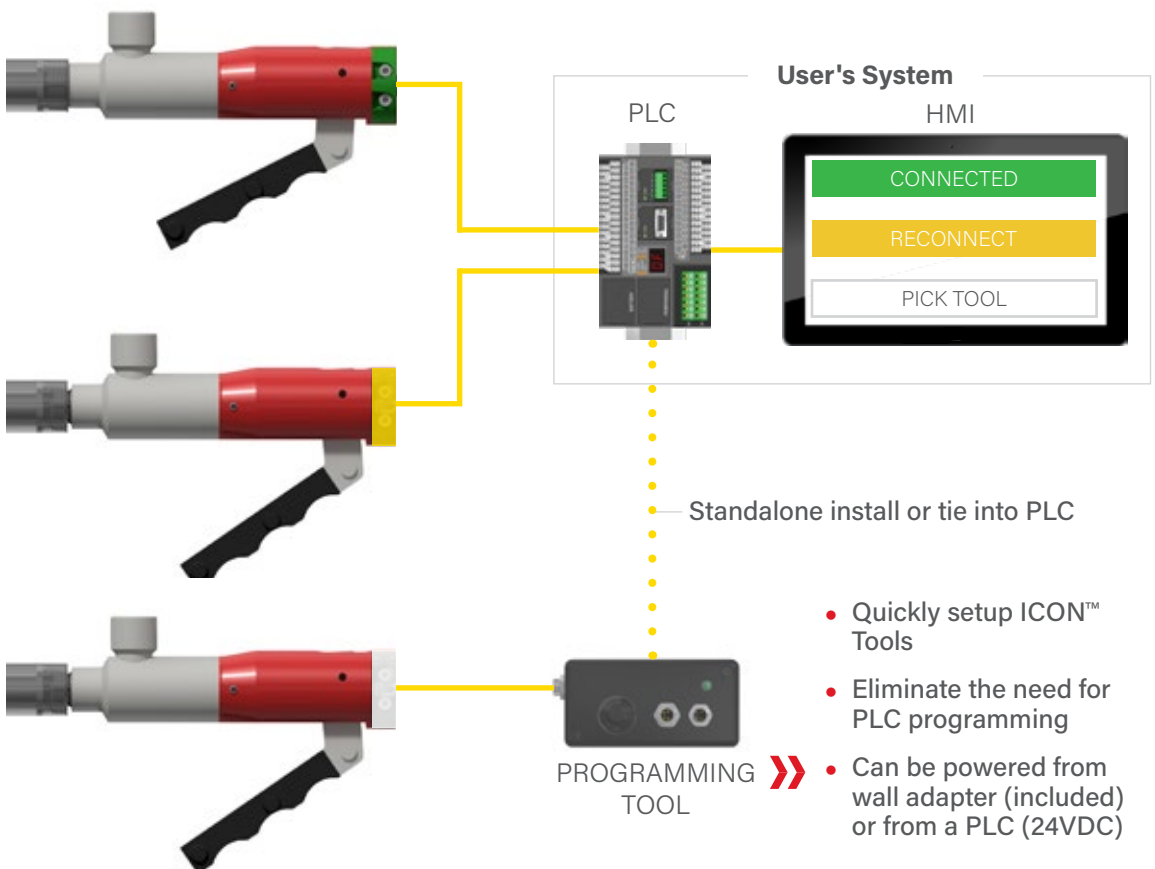 User's System
PLC
HMI
CONNECTED
RECONNECT
PICK TOOL
Standalone install or tie into PLC
PROGRAMMING
TOOL
• Quickly setup ICON™
Tools
• Eliminate the need for
PLC programming
• Can be powered from
wall adapter (included)
or from a PLC (24VDC)